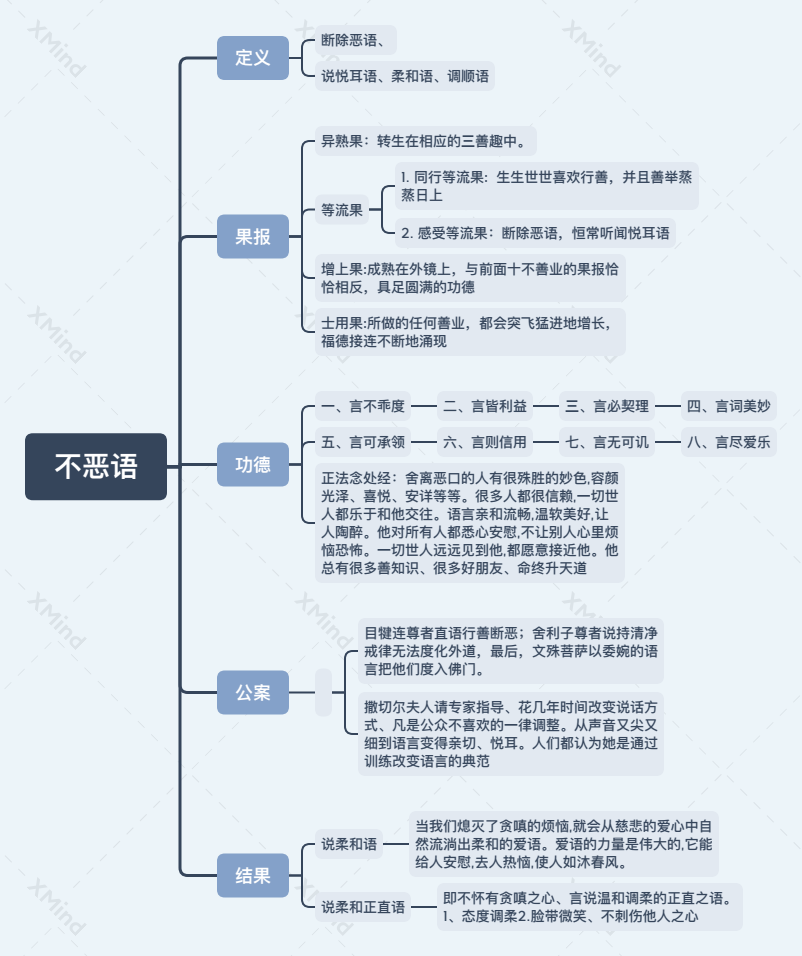 不恶语
定义
断除恶语、
说悦耳语、柔和语、调顺语
果报
异熟果：转生在相应的三善趣中。
等流果
1. 同行等流果：生生世世喜欢行善，并且善举蒸
蒸日上
2. 感受等流果：断除恶语，恒常听闻悦耳语
增上果:成熟在外镜上，与前面十不善业的果报恰
恰相反，具足圆满的功德
士用果:所做的任何善业，都会突飞猛进地增长，
福德接连不断地涌现
功德
一、言不乖度
二、言皆利益
三、言必契理
四、言词美妙
五、言可承领
六、言则信用
七、言无可讥
八、言尽爱乐
正法念处经：舍离恶口的人有很殊胜的妙色,容颜
光泽、喜悦、安详等等。很多人都很信赖,一切世
人都乐于和他交往。语言亲和流畅,温软美好,让
人陶醉。他对所有人都悉心安慰,不让别人心里烦
恼恐怖。一切世人远远见到他,都愿意接近他。他
总有很多善知识、很多好朋友、命终升天道
公案
目犍连尊者直语行善断恶；舍利子尊者说持清净
戒律无法度化外道，最后，文殊菩萨以委婉的语
言把他们度入佛门。
撒切尔夫人请专家指导、花几年时间改变说话方
式、凡是公众不喜欢的一律调整。从声音又尖又
细到语言变得亲切、悦耳。人们都认为她是通过
训练改变语言的典范
结果
说柔和语
当我们熄灭了贪嗔的烦恼,就会从慈悲的爱心中自
然流淌出柔和的爱语。爱语的力量是伟大的,它能
给人安慰,去人热恼,使人如沐春风。
说柔和正直语
即不怀有贪嗔之心、言说温和调柔的正直之语。
1、态度调柔2.脸带微笑、不刺伤他人之心
XMind
XMind
XMind
XMind
XMind
XMind
XMind
XMind
XMind
XMind
XMind
XMind